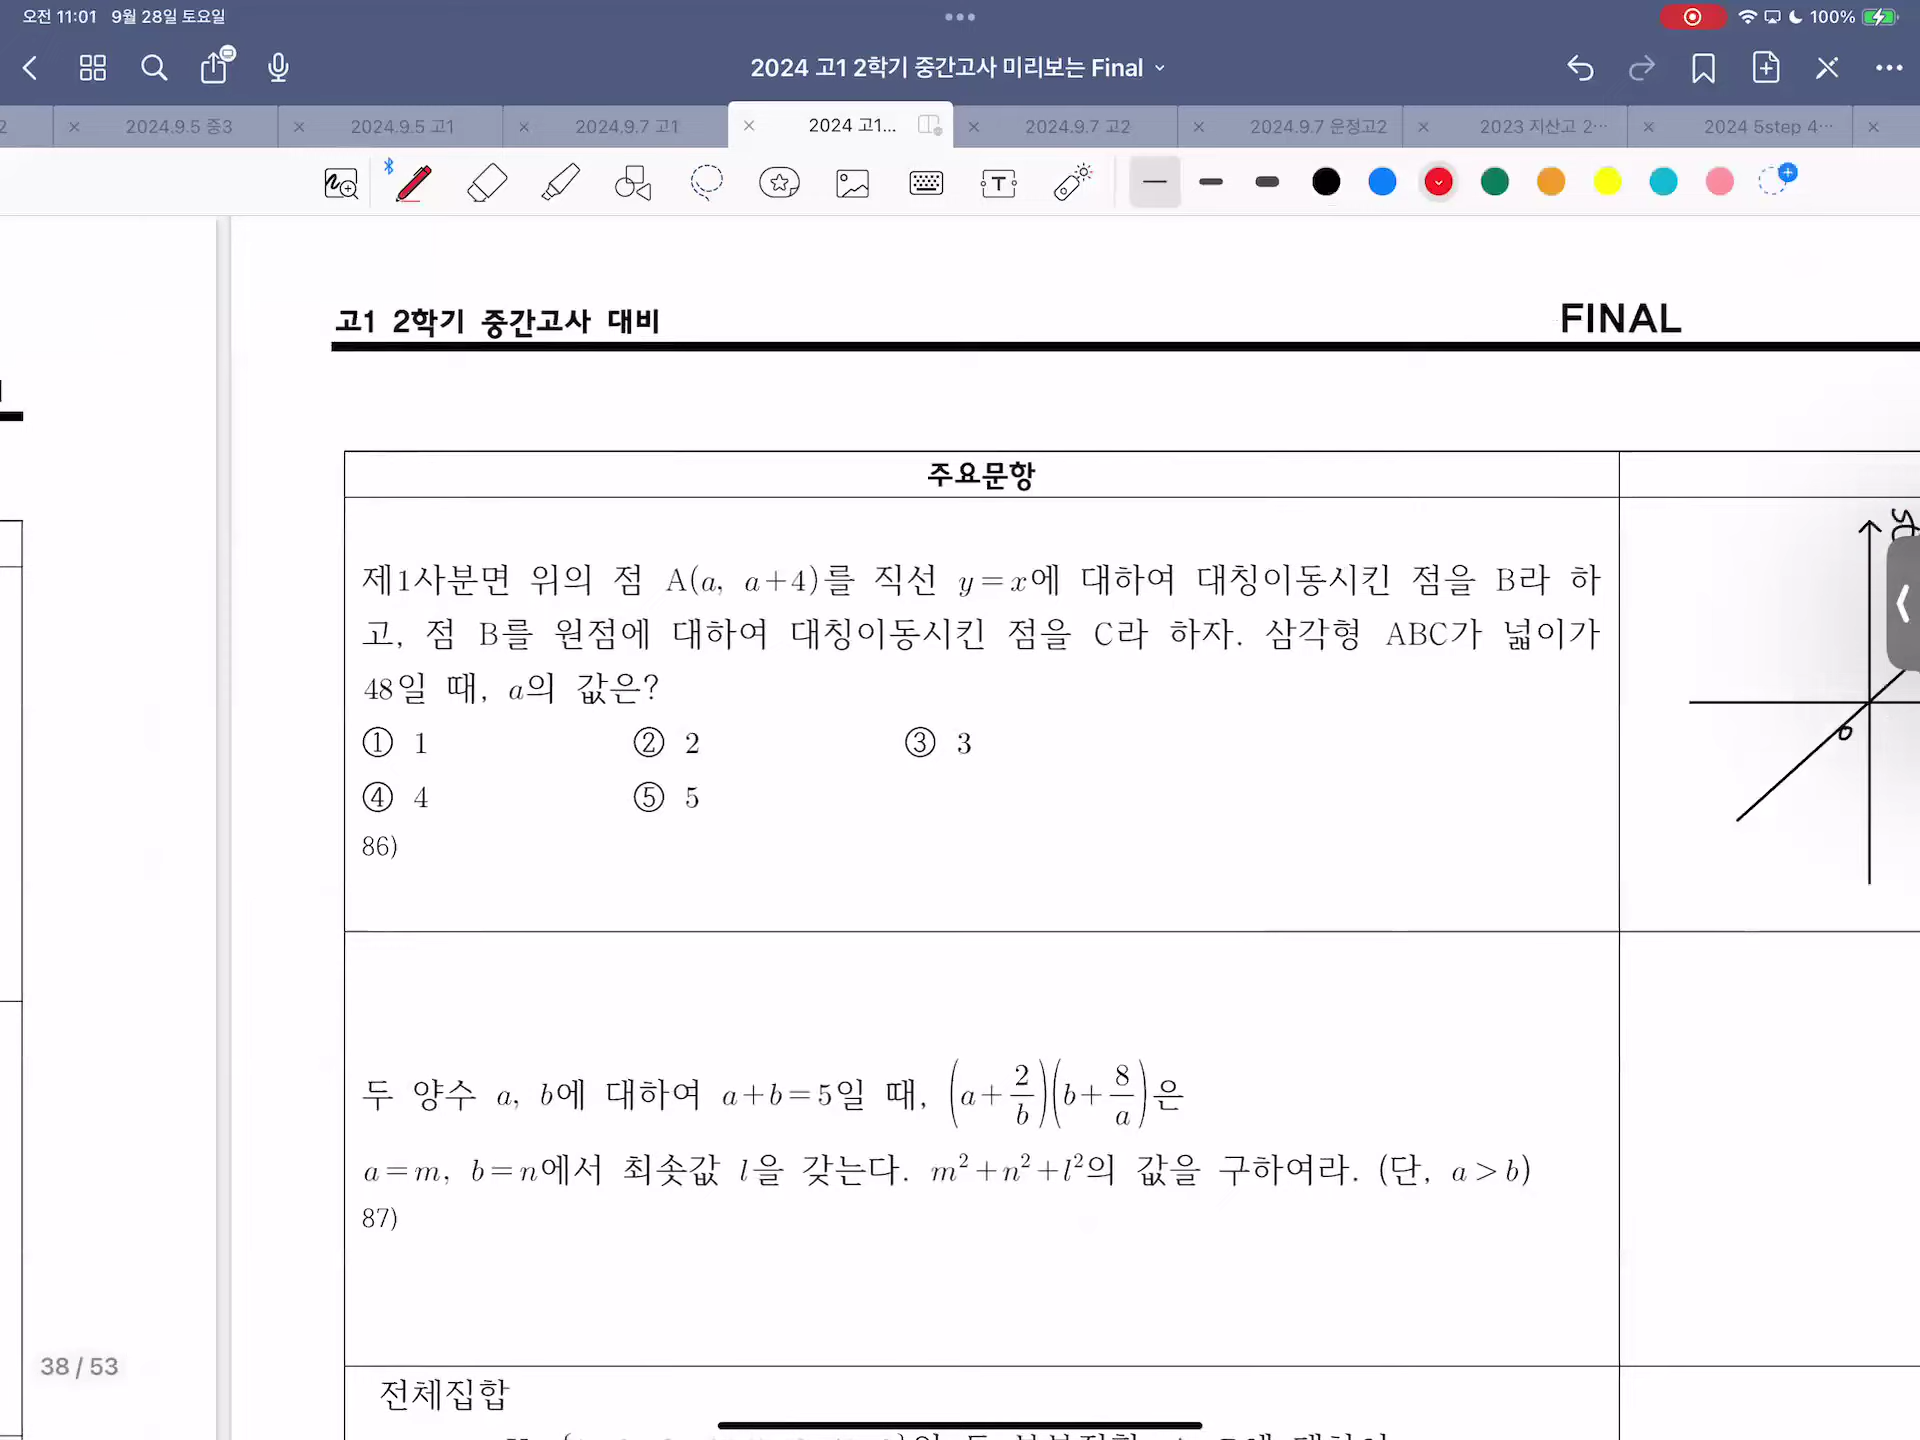 오전 11:01 9월 28일 토요일
100%
2024 고1 2학기 중간고사 미리보는 Final
2
2024.9.5 중3
2024.9.5 고1
2024.9.7 고1
2024 고1...
2024.9.7 고2
2024.9.7 운정고2
2023 지산고 2…
2024 5step 4…
고1 2학기 중간고사 대비
FINAL
주요문항
제1사분면 위의 점 A(a, a+4)를 직선 y=x에 대하여 대칭이동시킨 점을 B라 하
고, 점 B를 원점에 대하여 대칭이동시킨 점을 C라 하자. 삼각형 ABC가 넓이가
48일 때, a의 값은?
① 1 ② 2 ③ 3
④ 4 ⑤ 5
86)
0
두 양수 a, b에 대하여 a+b=5일 때, (a+2/b)(b+8/a)은
a=m, b=n에서 최솟값 l을 갖는다. m²+n²+l²의 값을 구하여라. (단, a>b)
87)
38 / 53
전체집합